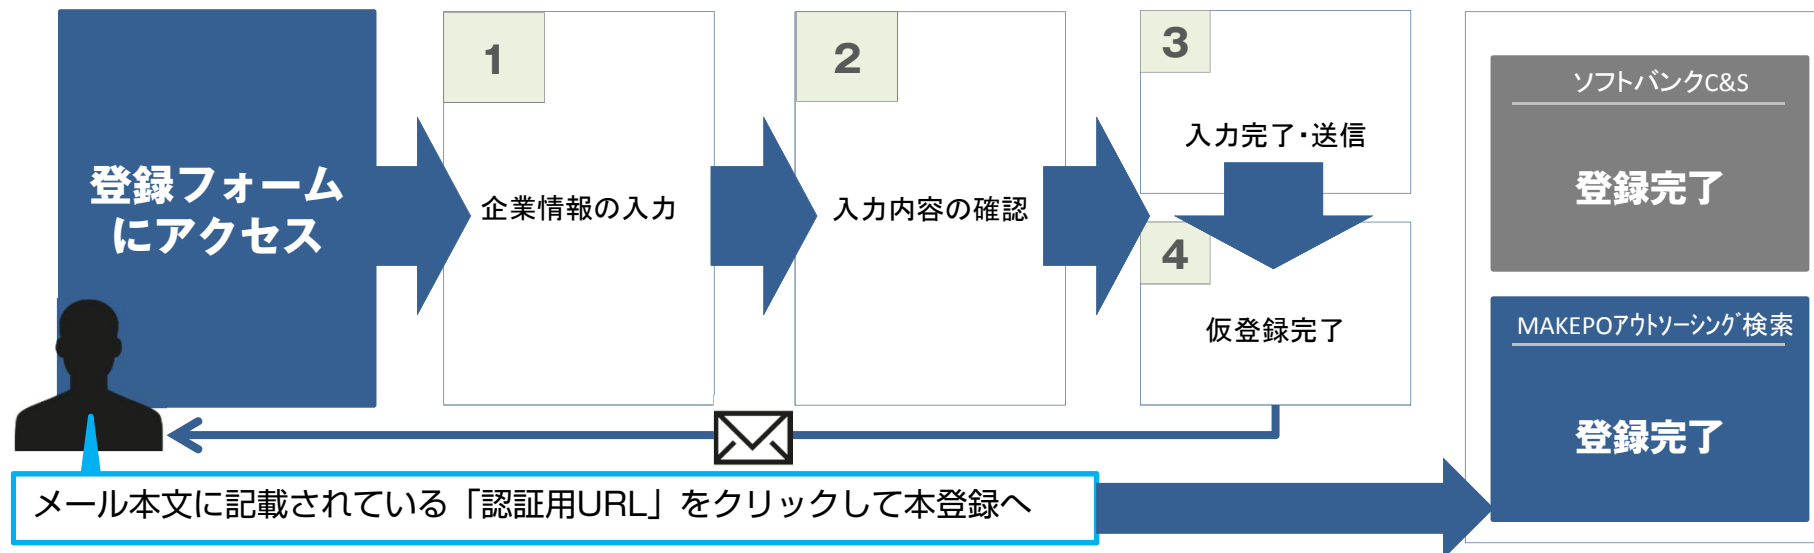 登録フォーム
にアクセス
1
企業情報の入力
2
入力内容の確認
3
入力完了・送信
4
仮登録完了
ソフトバンクC&S
登録完了
MAKEPOアウトソーシング検索
登録完了
メール本文に記載されている「認証用URL」をクリックして本登録へ